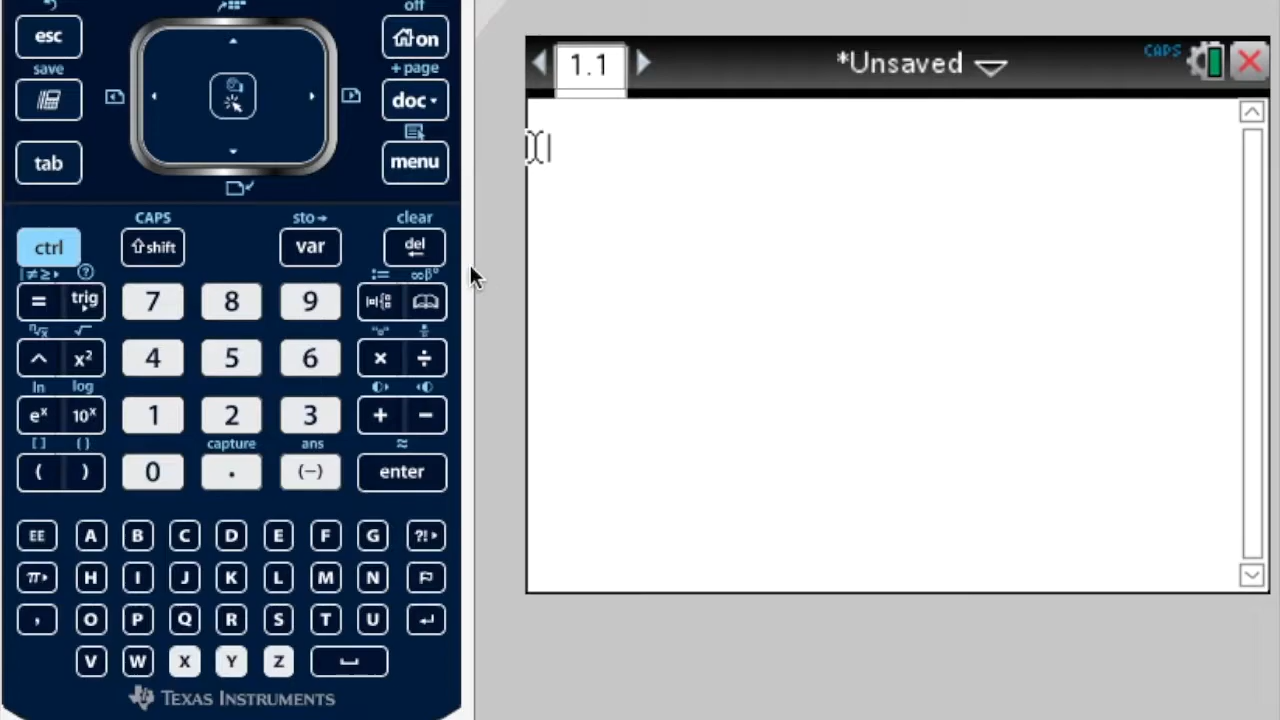 off
esc
on
save
+ page
doc
tab
menu
CAPS sto→ clear
ctrl shift var del
|≠≥▸ ? := ∞β°
= trig 7 8 9 |▫|{▫
ⁿ√x √
^ x² 4 5 6 × ÷
ln log
eˣ 10ˣ 1 2 3 + −
[ ] ( ) capture ans ≈
( ) 0 . (−) enter
EE A B C D E F G ?!▸
π▸ H I J K L M N
, O P Q R S T U ↵
V W X Y Z
TEXAS INSTRUMENTS
1.1 *Unsaved CAPS